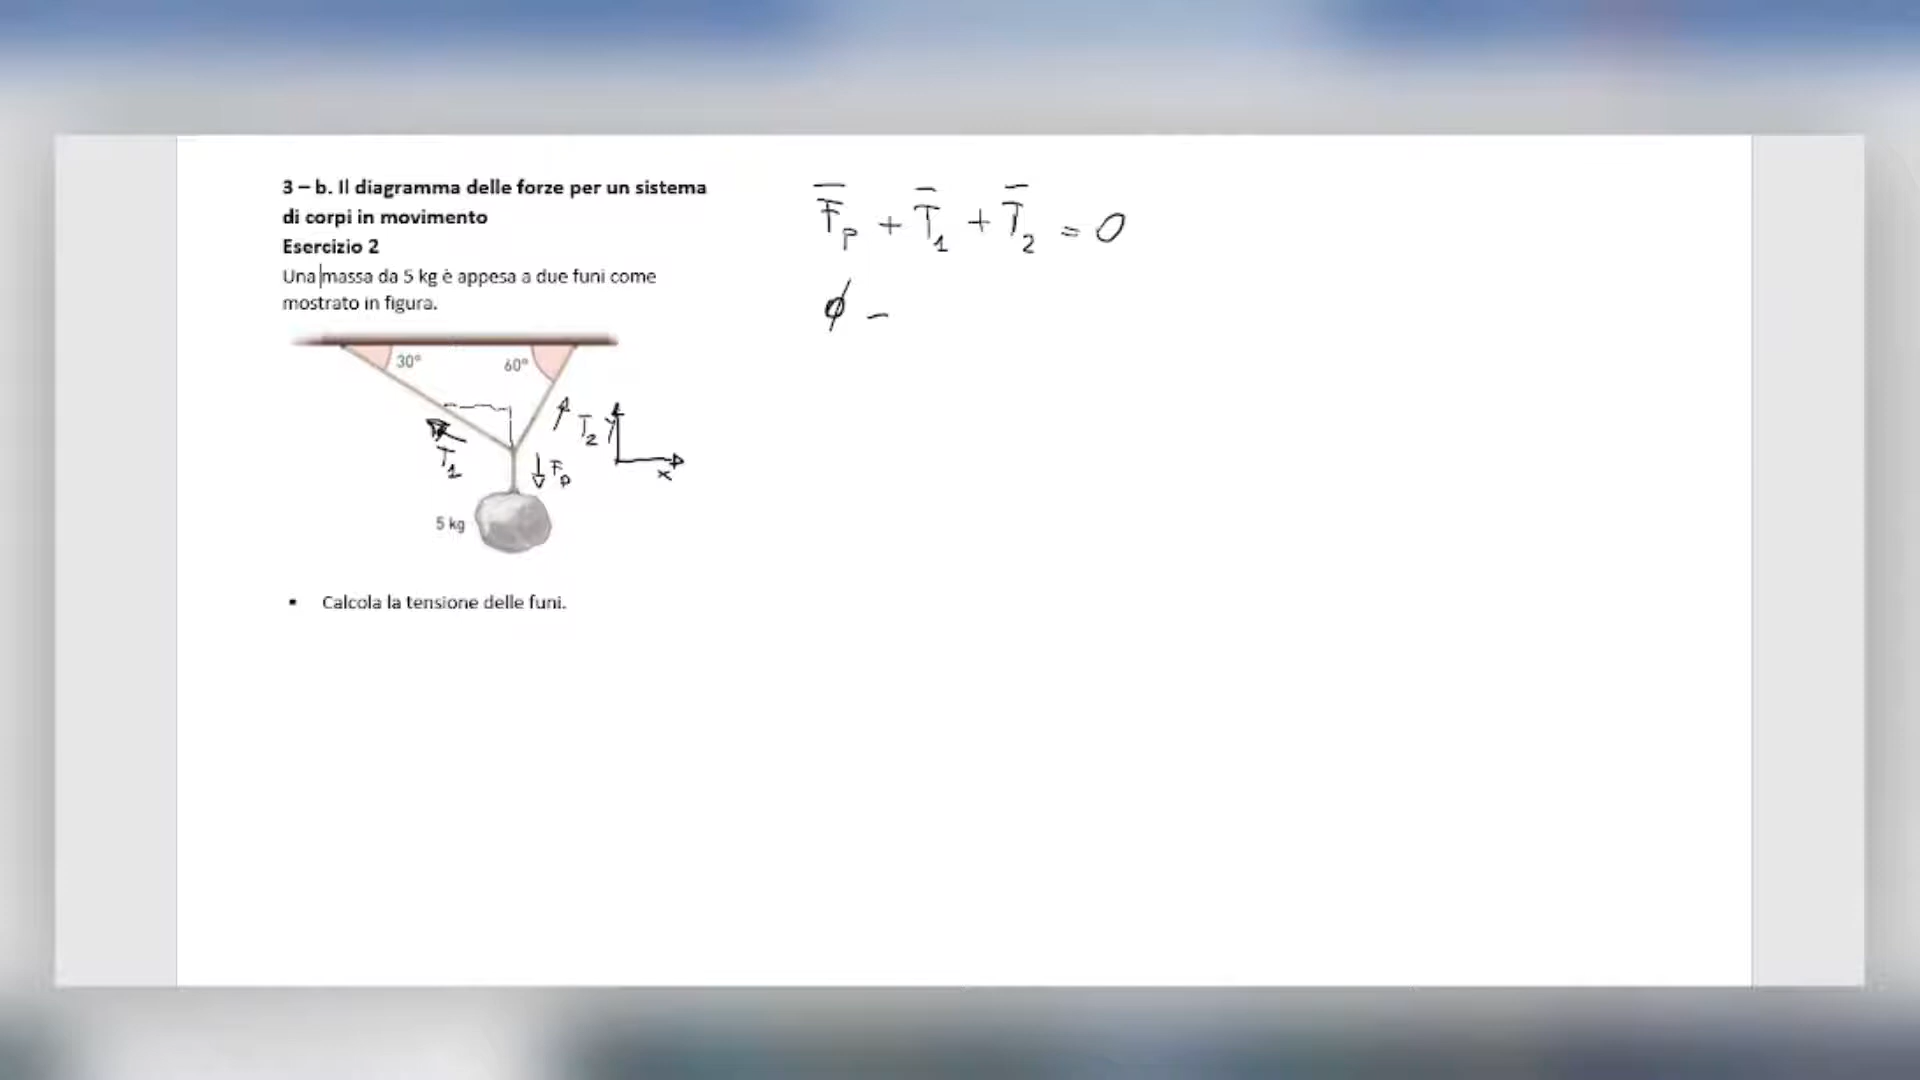 3 – b. Il diagramma delle forze per un sistema
di corpi in movimento
Esercizio 2
Una massa da 5 kg è appesa a due funi come
mostrato in figura.
30° 60°
T₁ T₂ y
Fₚ x
5 kg
▪ Calcola la tensione delle funi.
F̅ₚ + T̅₁ + T̅₂ = 0
∅ −